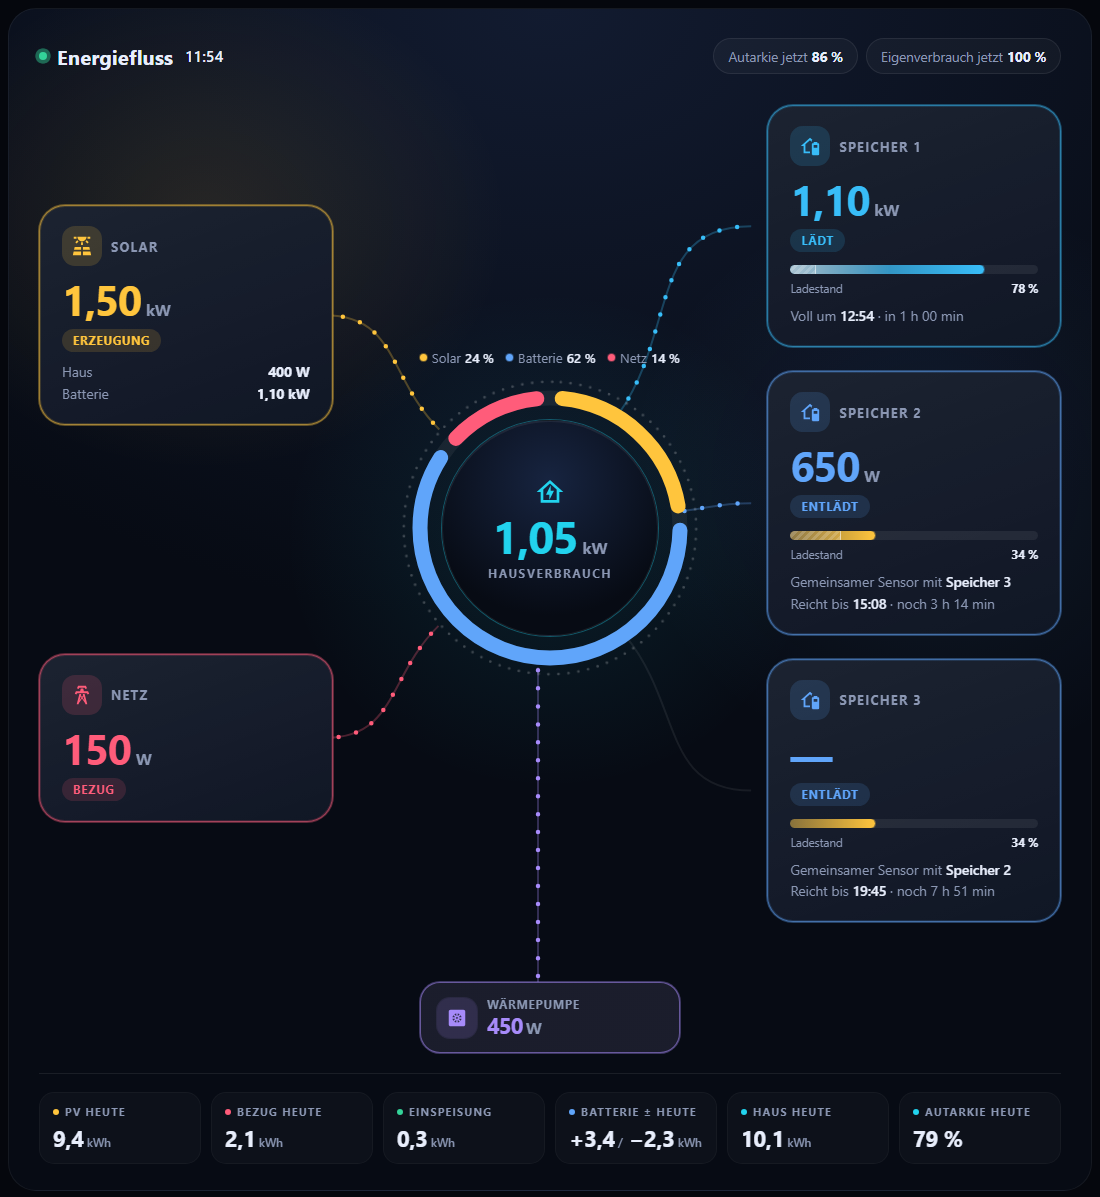 Energiefluss 11:54
Autarkie jetzt 86 %
Eigenverbrauch jetzt 100 %
SOLAR
1,50 kW
ERZEUGUNG
Haus 400 W
Batterie 1,10 kW
NETZ
150 W
BEZUG
Solar 24 % Batterie 62 % Netz 14 %
1,05 kW
HAUSVERBRAUCH
SPEICHER 1
1,10 kW
LÄDT
Ladestand 78 %
Voll um 12:54 · in 1 h 00 min
SPEICHER 2
650 W
ENTLÄDT
Ladestand 34 %
Gemeinsamer Sensor mit Speicher 3
Reicht bis 15:08 · noch 3 h 14 min
SPEICHER 3
—
ENTLÄDT
Ladestand 34 %
Gemeinsamer Sensor mit Speicher 2
Reicht bis 19:45 · noch 7 h 51 min
WÄRMEPUMPE
450 W
PV HEUTE
9,4 kWh
BEZUG HEUTE
2,1 kWh
EINSPEISUNG
0,3 kWh
BATTERIE ± HEUTE
+3,4 / −2,3 kWh
HAUS HEUTE
10,1 kWh
AUTARKIE HEUTE
79 %